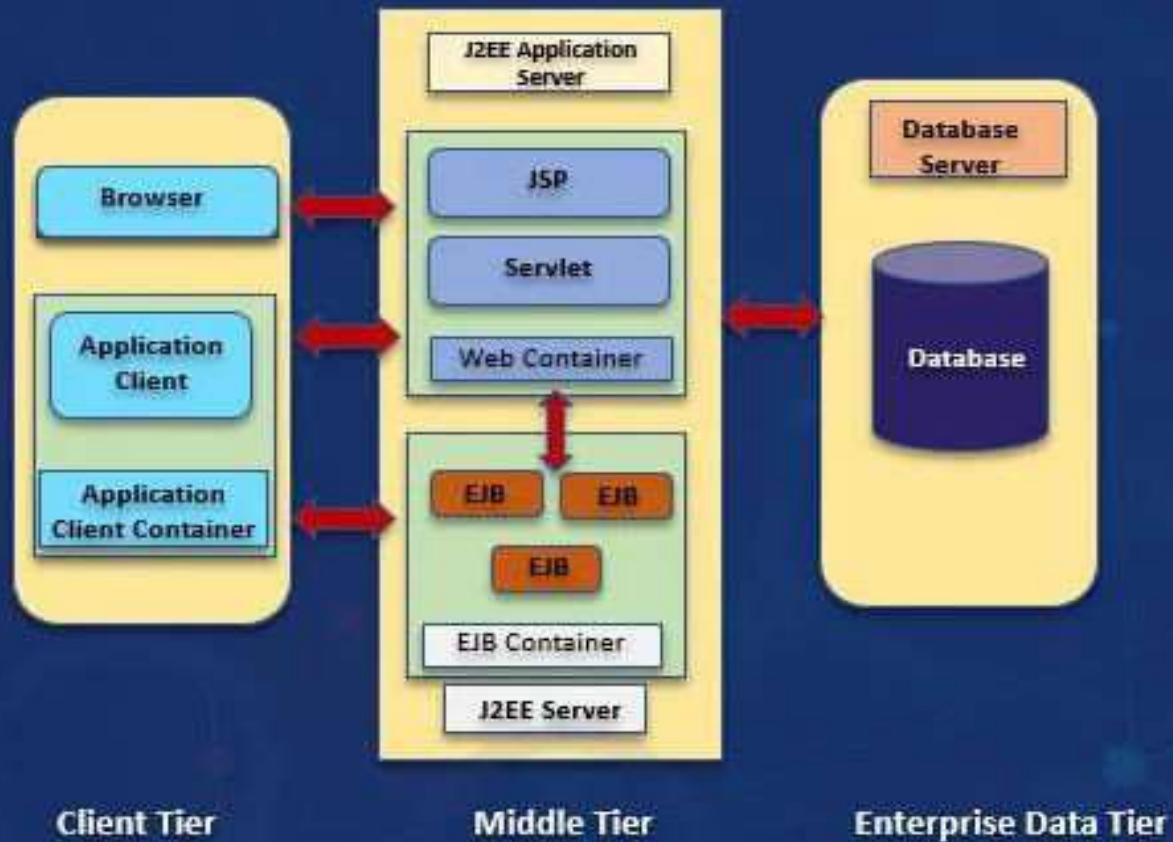 J2EE Application
Server
Browser
Application
Client
Application
Client Container
JSP
Servlet
Web Container
EJB
EJB
EJB
EJB Container
J2EE Server
Database
Server
Database
Client Tier
Middle Tier
Enterprise Data Tier